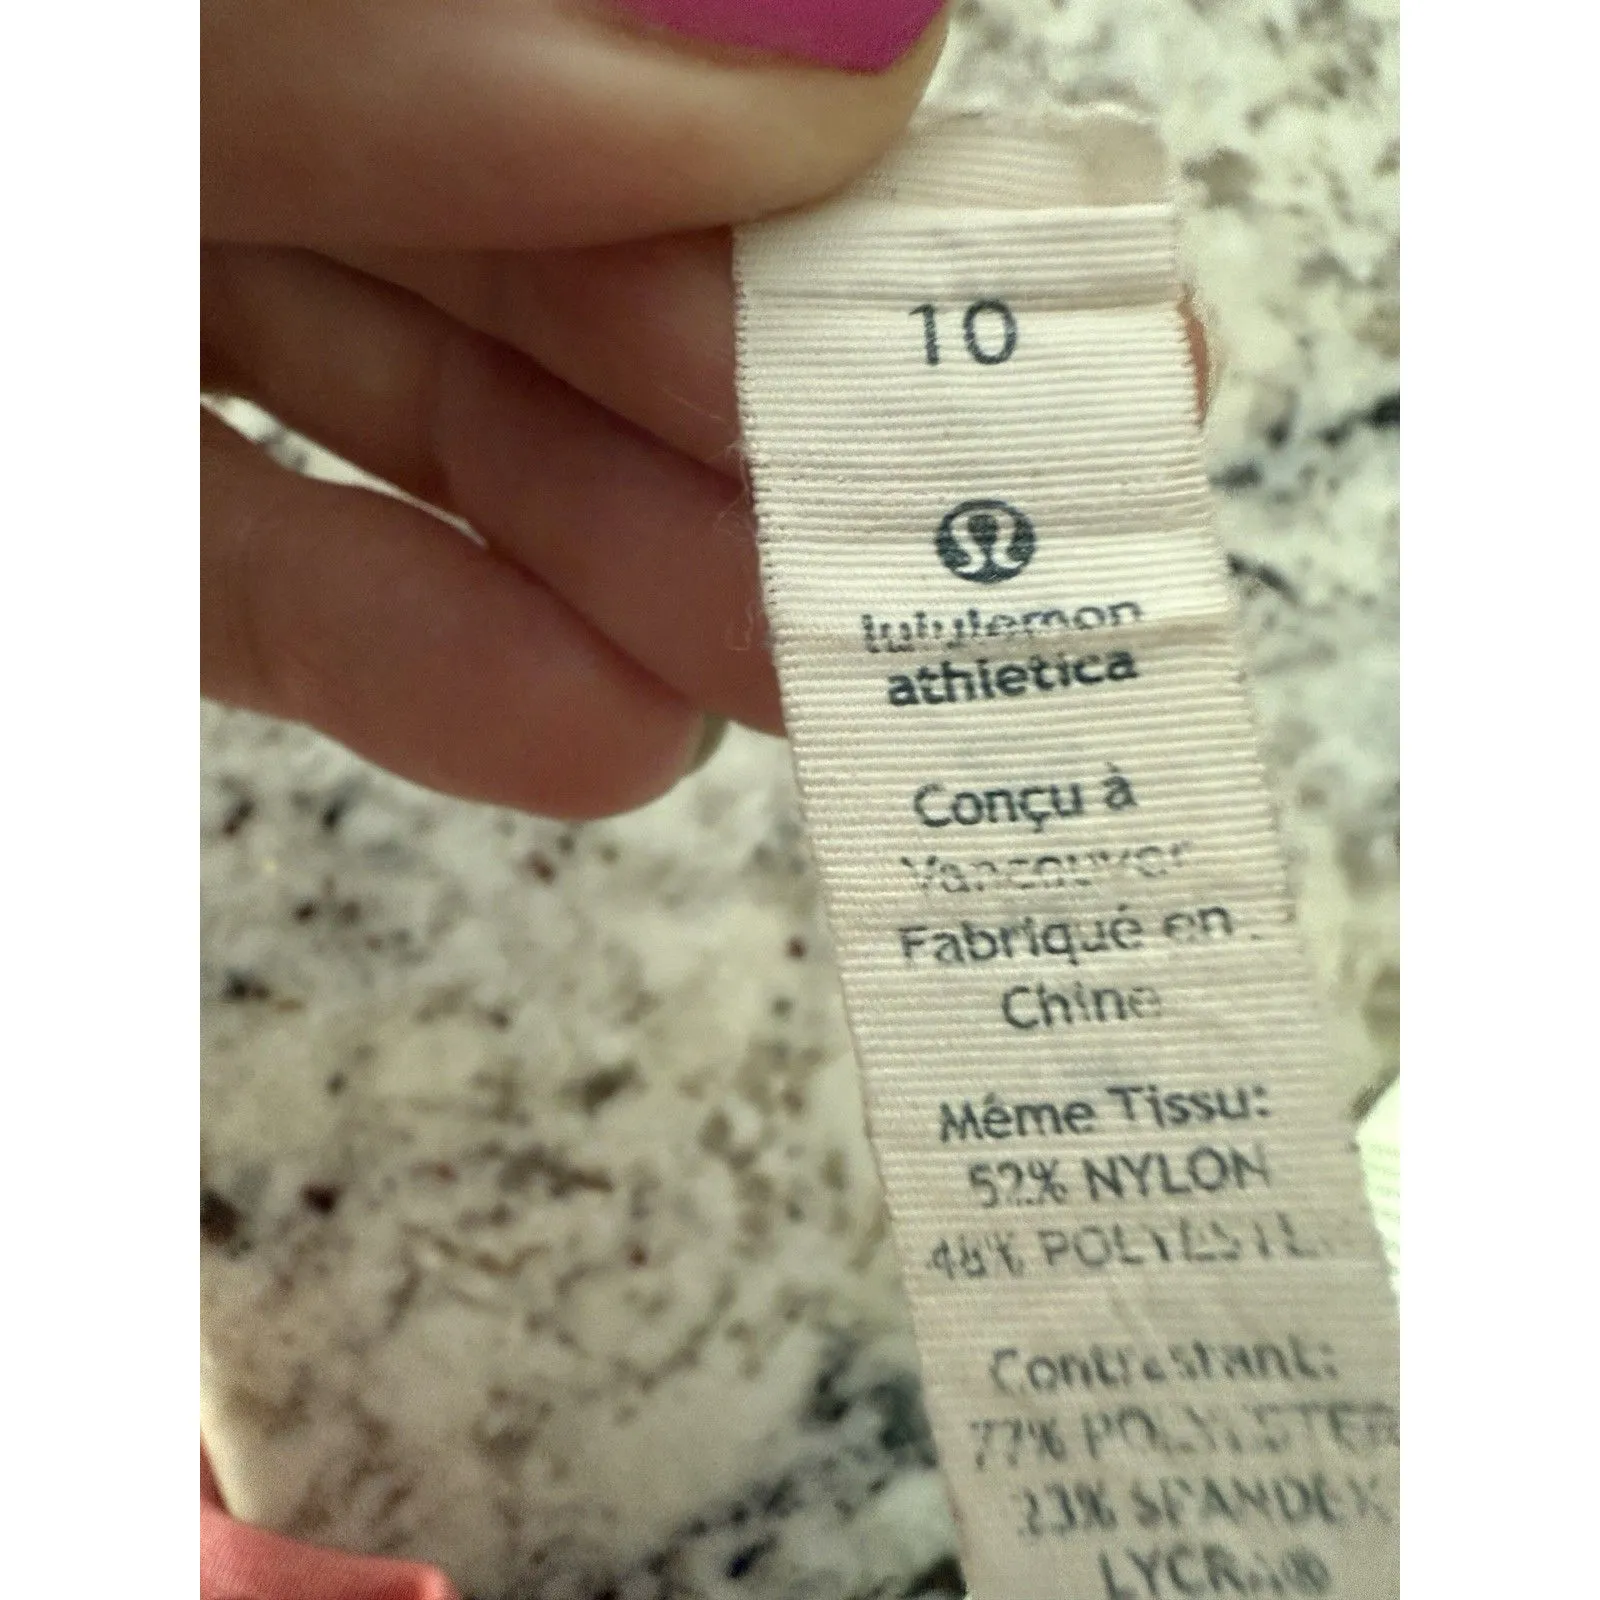 10
lululemon
athletica
Conçu à
Vancouver
Fabriqué en
Chine
Méme Tissu:
52% NYLON
48% POLYESTER
Contrastant:
77% POLYESTER
23% SPANDEX
LYCRA®